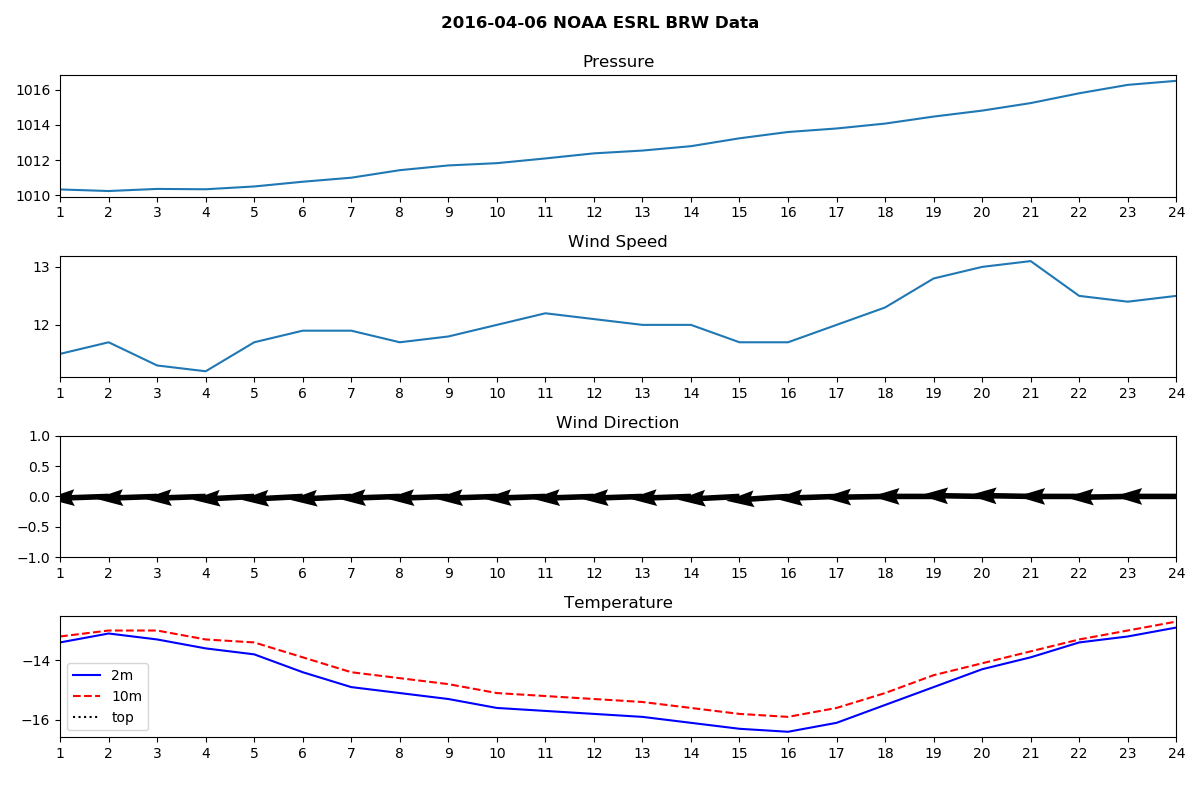 2016-04-06 NOAA ESRL BRW Data
Pressure
1016
1014
1012
1010
1 2 3 4 5 6 7 8 9 10 11 12 13 14 15 16 17 18 19 20 21 22 23 24
Wind Speed
13
12
1 2 3 4 5 6 7 8 9 10 11 12 13 14 15 16 17 18 19 20 21 22 23 24
Wind Direction
1.0
0.5
0.0
−0.5
−1.0
1 2 3 4 5 6 7 8 9 10 11 12 13 14 15 16 17 18 19 20 21 22 23 24
Temperature
−14
2m
10m
−16
top
1 2 3 4 5 6 7 8 9 10 11 12 13 14 15 16 17 18 19 20 21 22 23 24